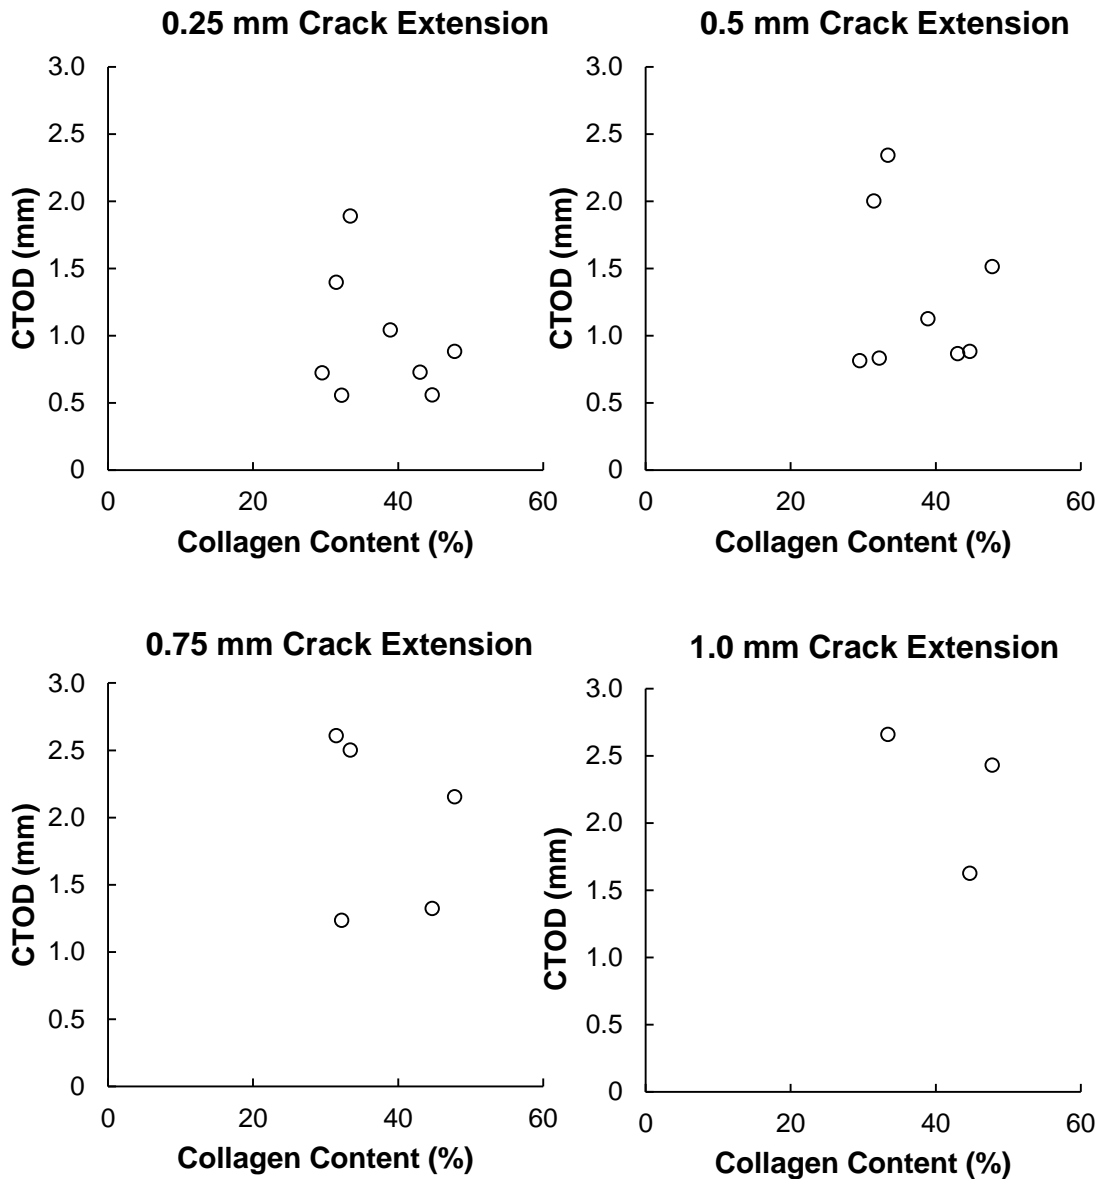 0.25 mm Crack Extension
3.0
2.5
2.0
1.5
1.0
0.5
0
CTOD (mm)
0 20 40 60
Collagen Content (%)
0.5 mm Crack Extension
3.0
2.5
2.0
1.5
1.0
0.5
0
CTOD (mm)
0 20 40 60
Collagen Content (%)
0.75 mm Crack Extension
3.0
2.5
2.0
1.5
1.0
0.5
0
CTOD (mm)
0 20 40 60
Collagen Content (%)
1.0 mm Crack Extension
3.0
2.5
2.0
1.5
1.0
0.5
0
CTOD (mm)
0 20 40 60
Collagen Content (%)